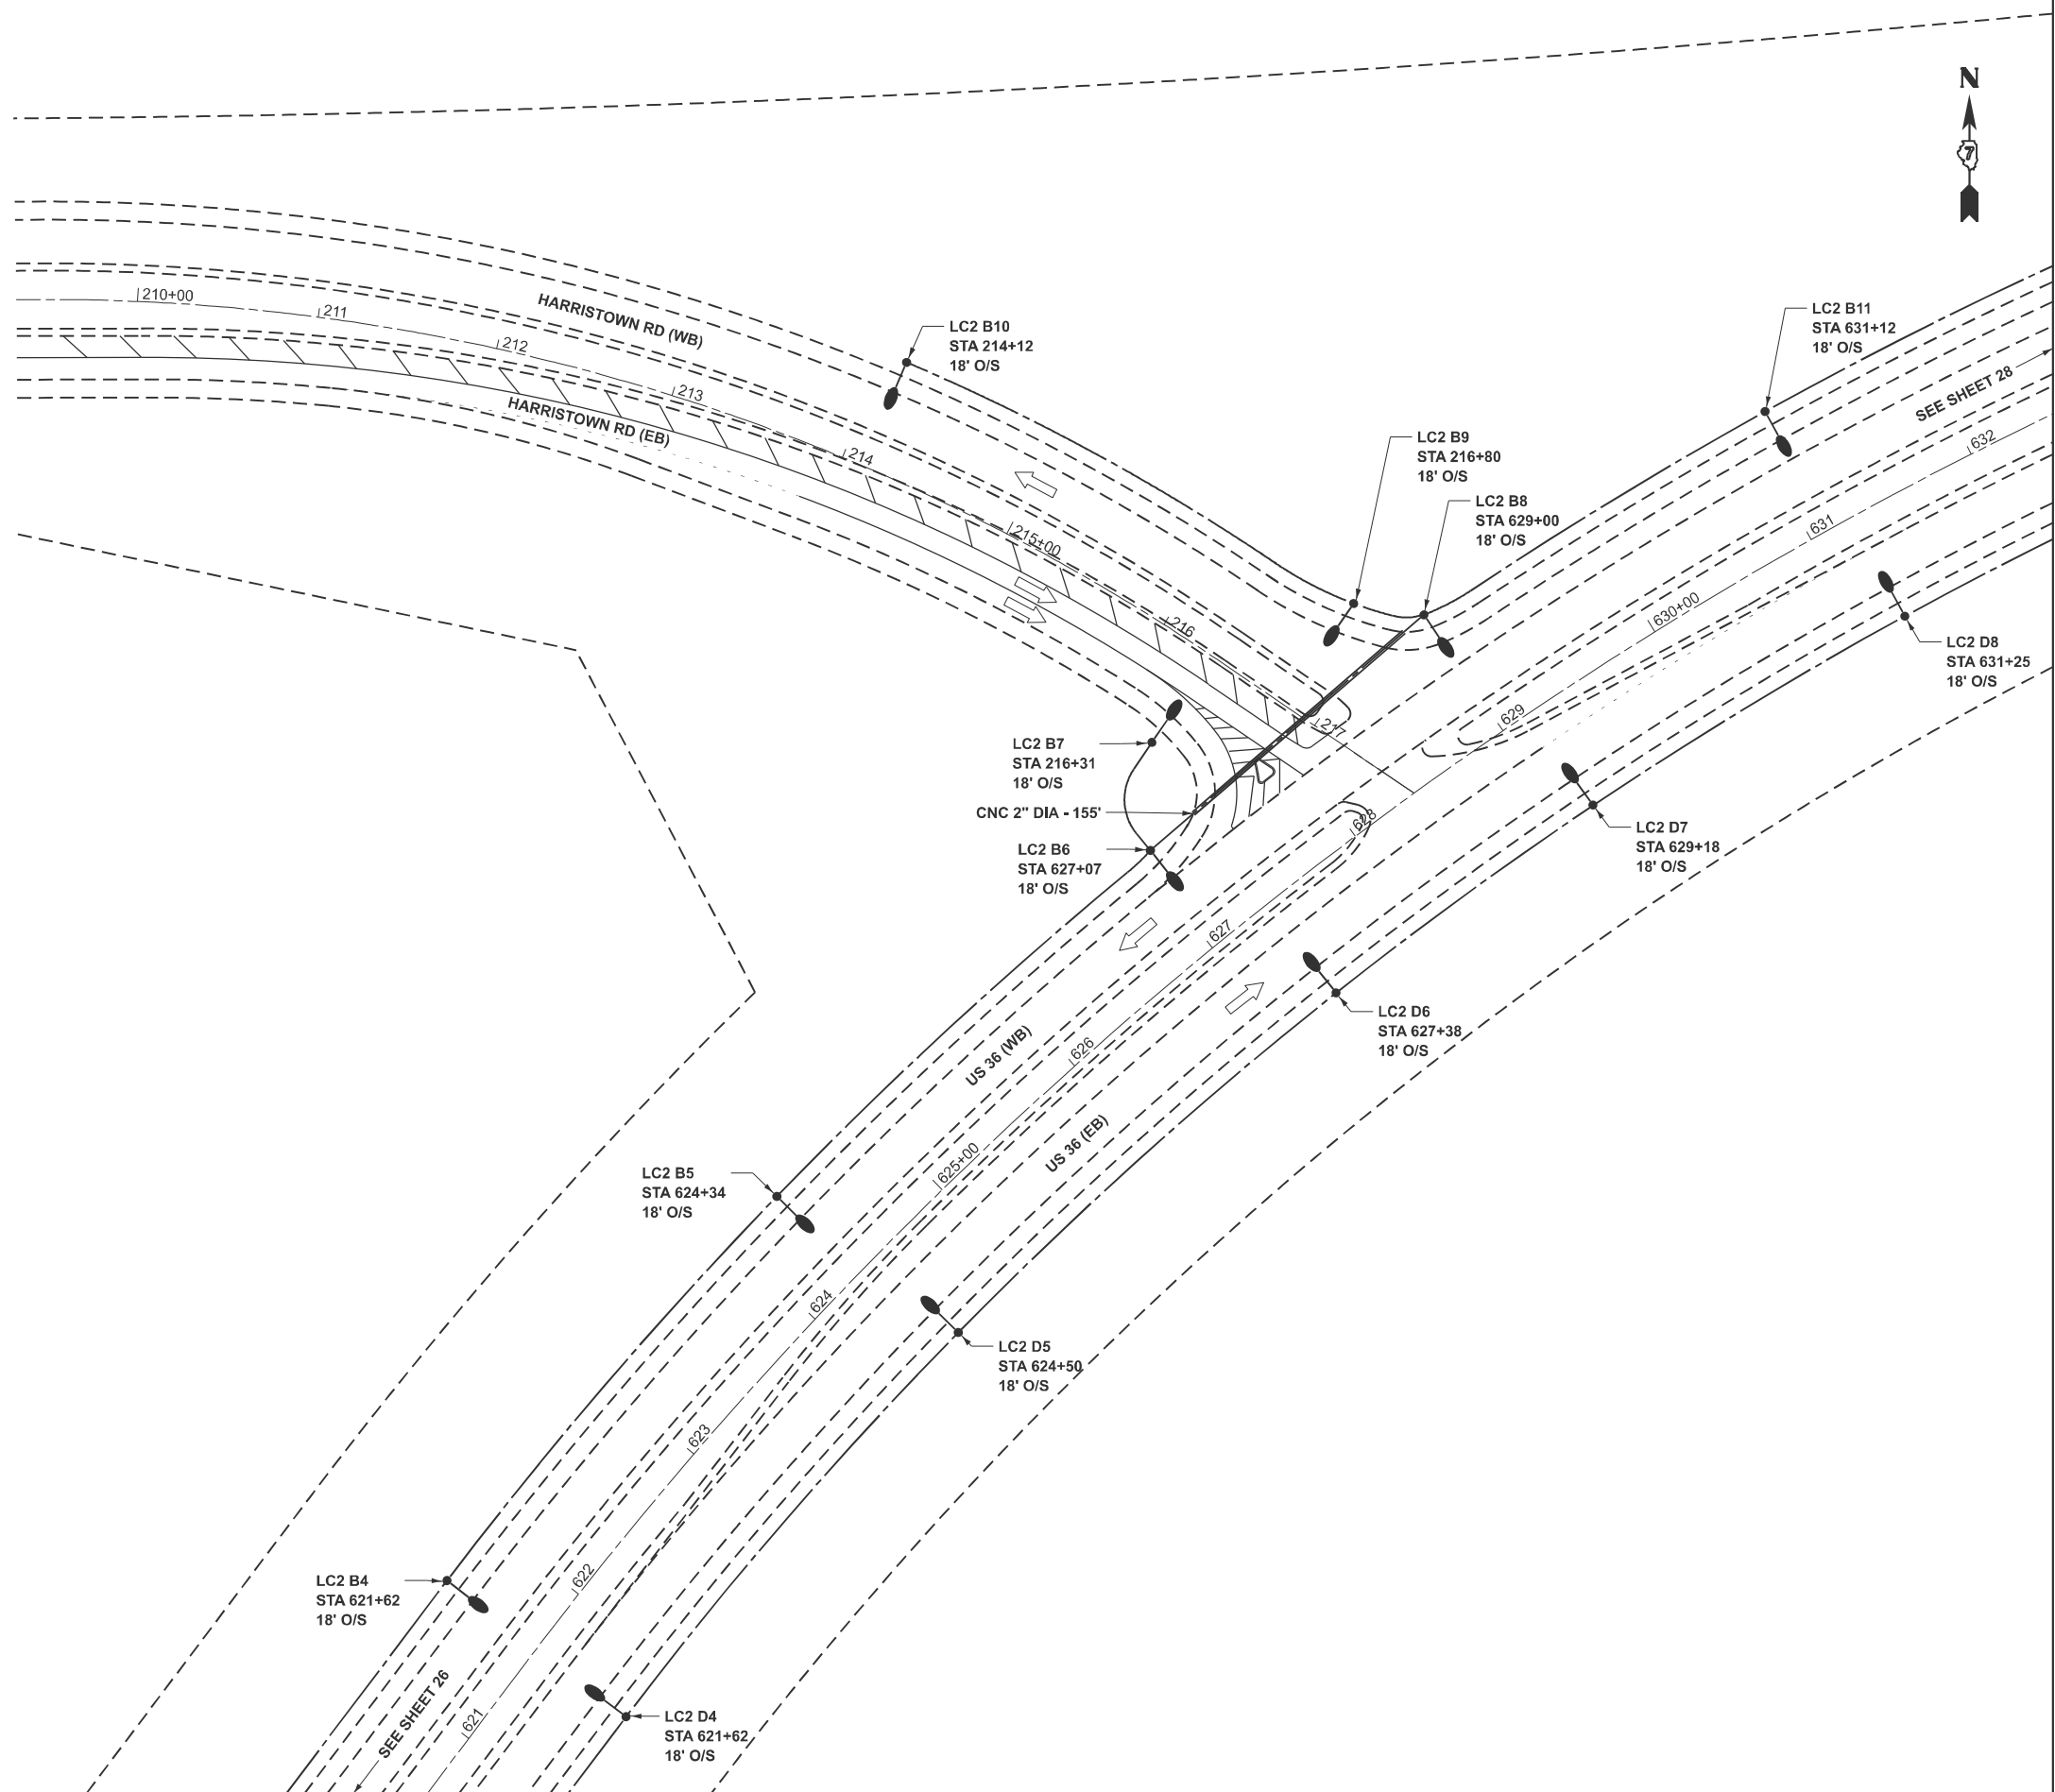 N
7
210+00
211
212
213
214
215+00
216
217
HARRISTOWN RD (WB)
HARRISTOWN RD (EB)
LC2 B10
STA 214+12
18' O/S
LC2 B11
STA 631+12
18' O/S
SEE SHEET 28
LC2 B9
STA 216+80
18' O/S
LC2 B8
STA 629+00
18' O/S
632
631
630+00
629
628
627
626
625+00
624
623
622
621
LC2 D8
STA 631+25
18' O/S
LC2 B7
STA 216+31
18' O/S
CNC 2" DIA - 155'
LC2 B6
STA 627+07
18' O/S
LC2 D7
STA 629+18
18' O/S
LC2 D6
STA 627+38
18' O/S
US 36 (WB)
US 36 (EB)
LC2 B5
STA 624+34
18' O/S
LC2 D5
STA 624+50
18' O/S
LC2 B4
STA 621+62
18' O/S
SEE SHEET 26
LC2 D4
STA 621+62
18' O/S